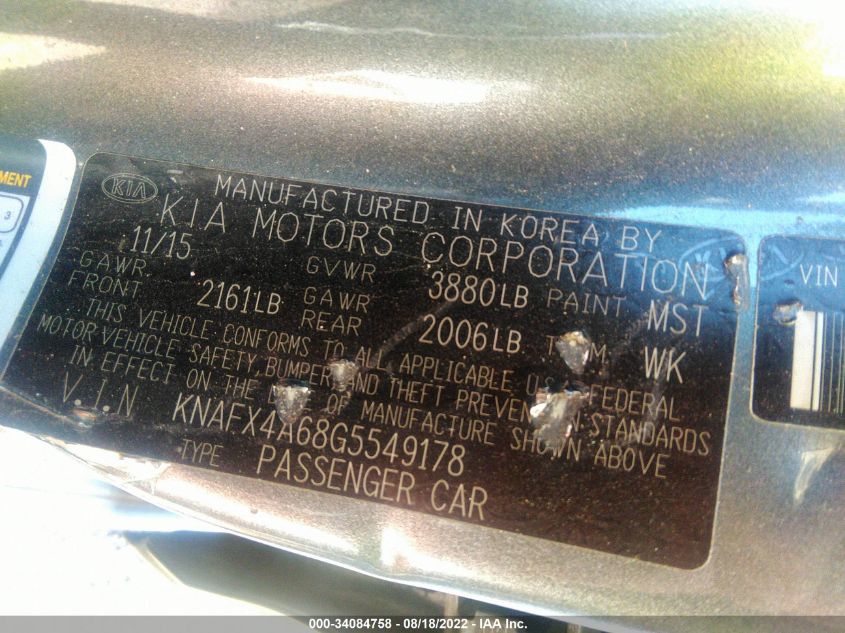 MENT
3
KIA
MANUFACTURED IN KOREA BY
KIA MOTORS CORPORATION
11/15 GVWR 3880LB PAINT MST
GAWR. FRONT 2161LB GAWR REAR 2006LB WK
THIS VEHICLE CONFORMS TO ALL APPLICABLE FEDERAL
MOTOR VEHICLE SAFETY, BUMPER, AND THEFT PREVENTION STANDARDS
IN EFFECT ON THE OF MANUFACTURE SHOWN ABOVE
V.I.N KNAFX4A68G5549178
TYPE PASSENGER CAR
VIN
000-34084758 - 08/18/2022 - IAA Inc.